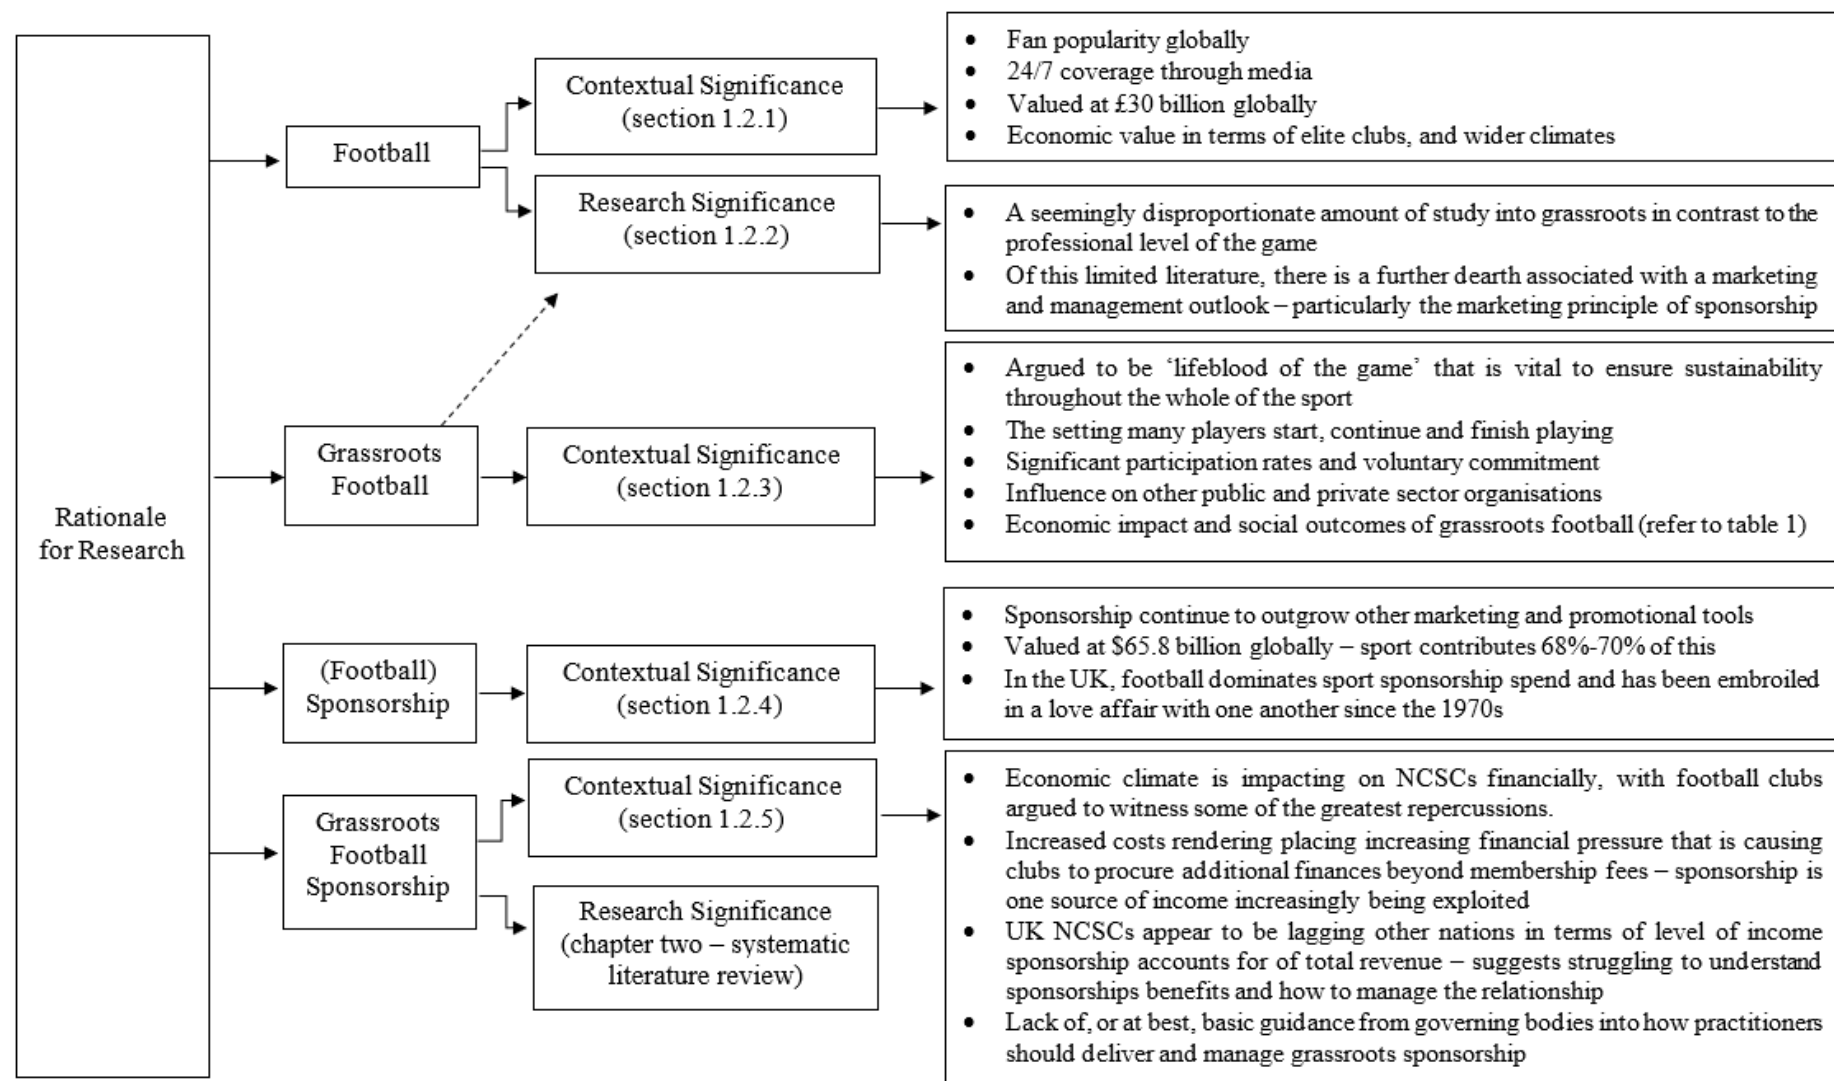 Rationale
for Research
Football
Contextual Significance
(section 1.2.1)
• Fan popularity globally
• 24/7 coverage through media
• Valued at £30 billion globally
• Economic value in terms of elite clubs, and wider climates
Research Significance
(section 1.2.2)
• A seemingly disproportionate amount of study into grassroots in contrast to the
professional level of the game
• Of this limited literature, there is a further dearth associated with a marketing
and management outlook – particularly the marketing principle of sponsorship
Grassroots
Football
Contextual Significance
(section 1.2.3)
• Argued to be ‘lifeblood of the game’ that is vital to ensure sustainability
throughout the whole of the sport
• The setting many players start, continue and finish playing
• Significant participation rates and voluntary commitment
• Influence on other public and private sector organisations
• Economic impact and social outcomes of grassroots football (refer to table 1)
(Football)
Sponsorship
Contextual Significance
(section 1.2.4)
• Sponsorship continue to outgrow other marketing and promotional tools
• Valued at $65.8 billion globally – sport contributes 68%-70% of this
• In the UK, football dominates sport sponsorship spend and has been embroiled
in a love affair with one another since the 1970s
Grassroots
Football
Sponsorship
Contextual Significance
(section 1.2.5)
• Economic climate is impacting on NCSCs financially, with football clubs
argued to witness some of the greatest repercussions.
• Increased costs rendering placing increasing financial pressure that is causing
clubs to procure additional finances beyond membership fees – sponsorship is
one source of income increasingly being exploited
• UK NCSCs appear to be lagging other nations in terms of level of income
sponsorship accounts for of total revenue – suggests struggling to understand
sponsorships benefits and how to manage the relationship
• Lack of, or at best, basic guidance from governing bodies into how practitioners
should deliver and manage grassroots sponsorship
Research Significance
(chapter two – systematic
literature review)